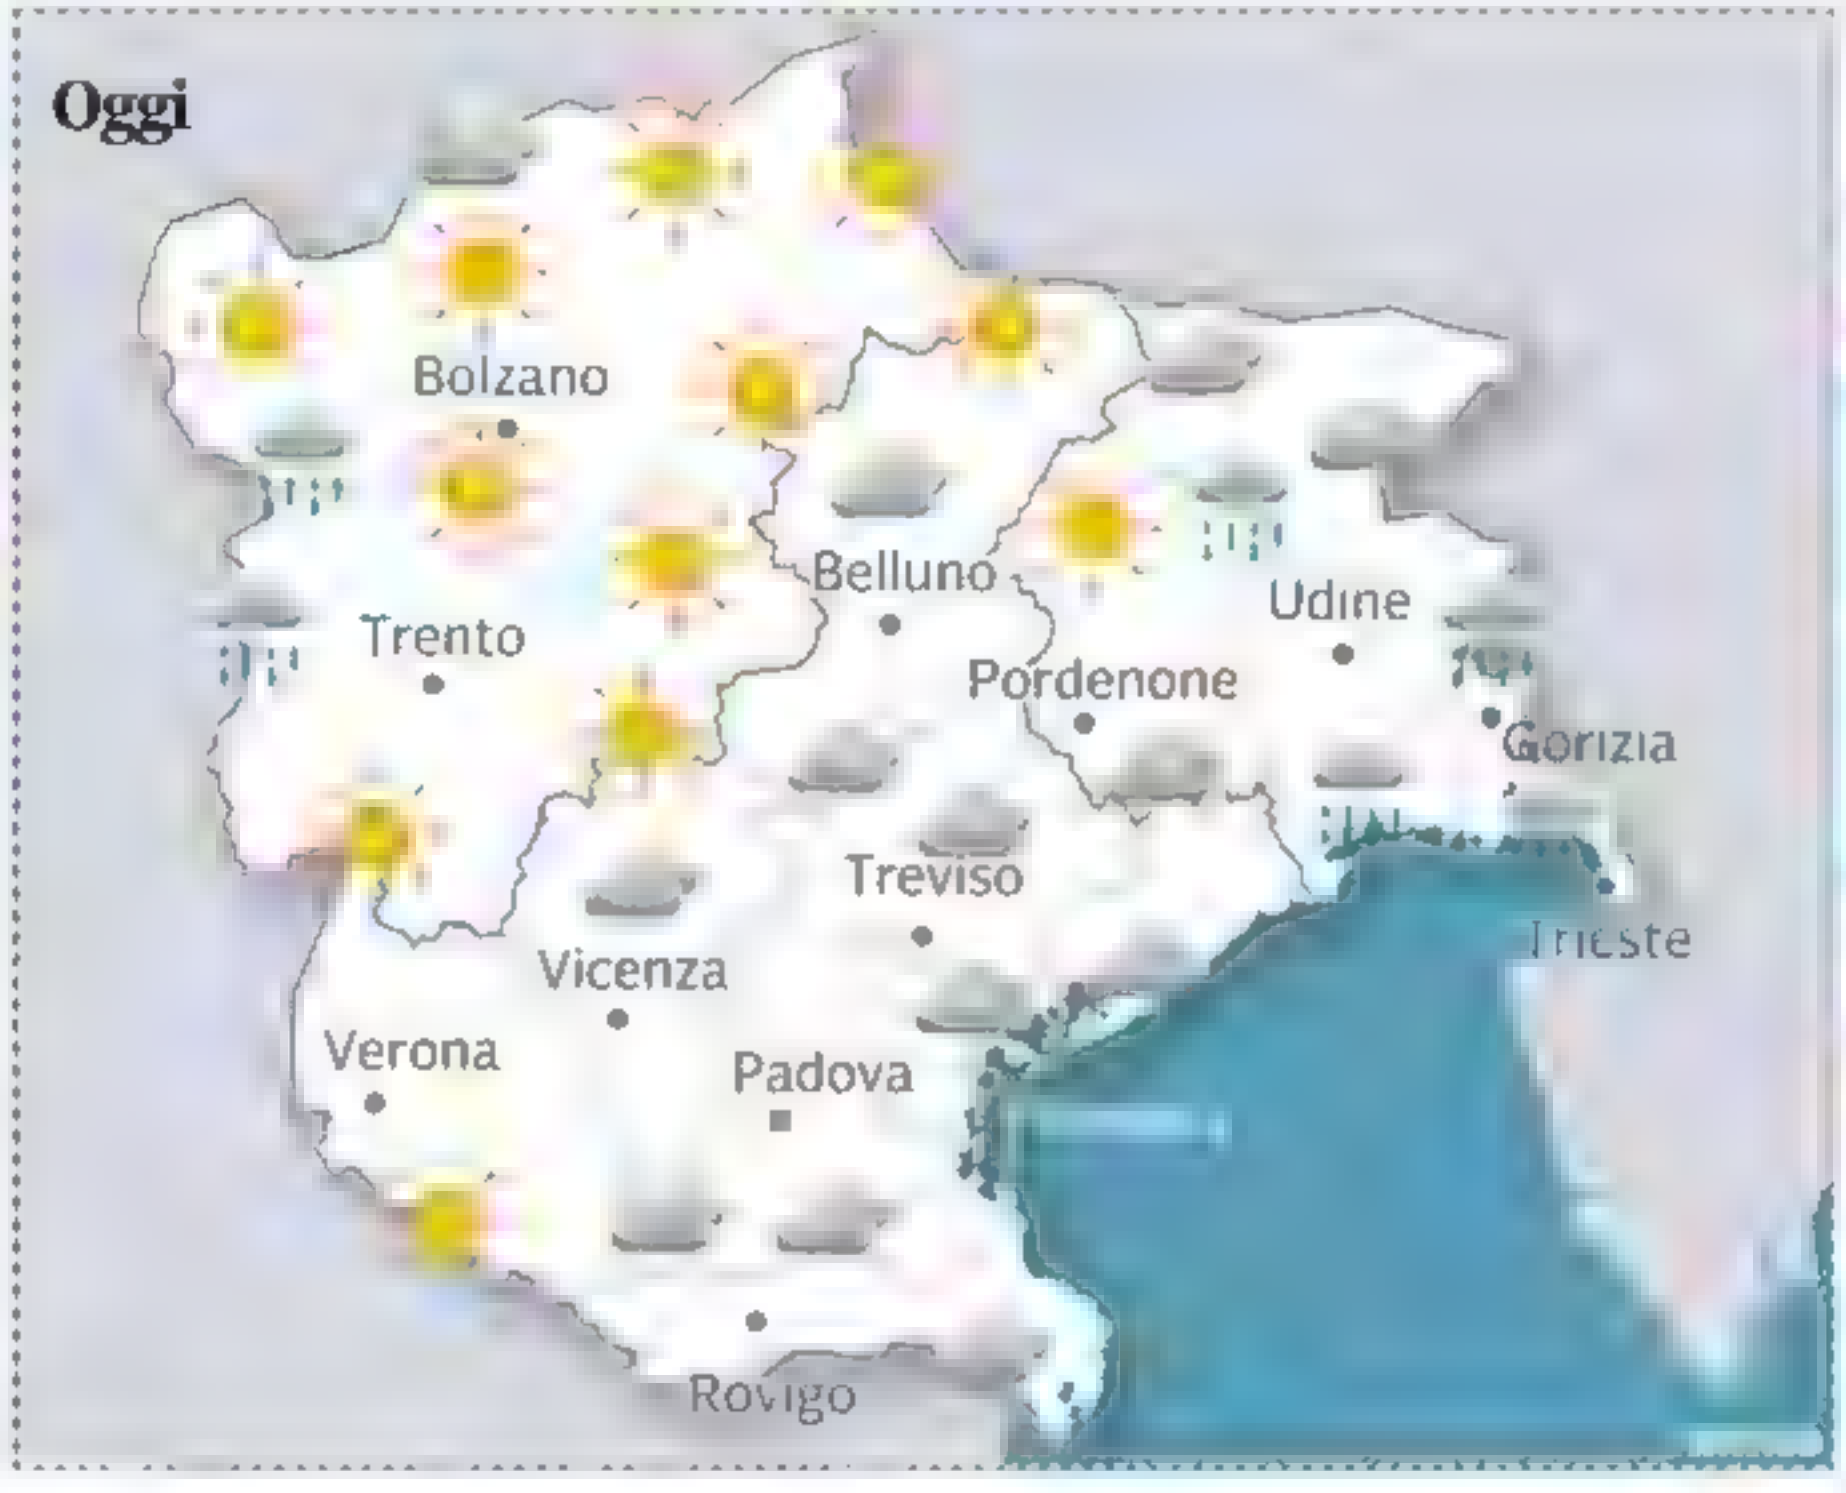 Oggi
Bolzano
Belluno
Udine
Trento
Pordenone
Gorizia
Treviso
Trieste
Vicenza
Verona
Padova
Rovigo